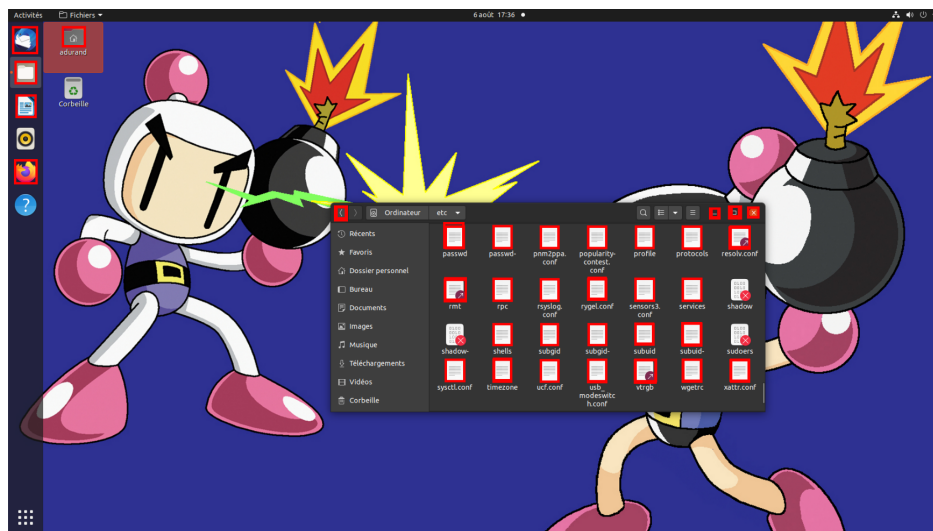 Activités Fichiers 6 août 17:36
adurand
Corbeille
?
Ordinateur etc
Récents
Favoris
Dossier personnel
Bureau
Documents
Images
Musique
Téléchargements
Vidéos
Corbeille
passwd passwd- pnm2ppa. popularity- profile protocols resolv.conf
conf contest.
conf
rmt rpc rsyslog. rygel.conf sensors3. services shadow
conf conf
shadow- shells subgid subgid- subuid subuid- sudoers
sysctl.conf timezone ucf.conf usb_ vtrgb wgetrc xattr.conf
modeswitc
h.conf